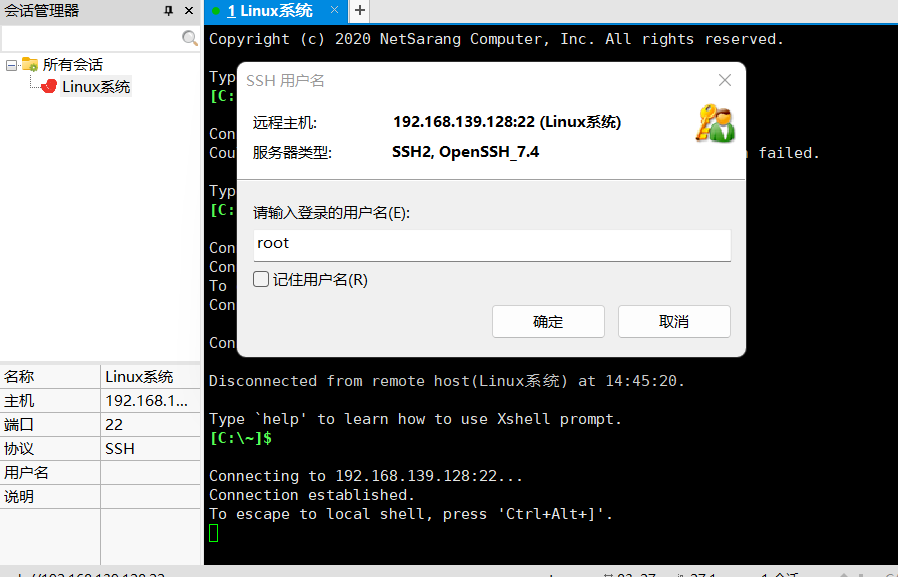 会话管理器
1 Linux系统
所有会话
Linux系统
名称 Linux系统
主机 192.168.1...
端口 22
协议 SSH
用户名
说明
Copyright (c) 2020 NetSarang Computer, Inc. All rights reserved.
Typ
[C:
Con
Cou failed.
Typ
[C:
Con
Con
To
Con
Con
SSH 用户名
远程主机: 192.168.139.128:22 (Linux系统)
服务器类型: SSH2, OpenSSH_7.4
请输入登录的用户名(E):
root
记住用户名(R)
确定 取消
Disconnected from remote host(Linux系统) at 14:45:20.
Type `help' to learn how to use Xshell prompt.
[C:\~]$
Connecting to 192.168.139.128:22...
Connection established.
To escape to local shell, press 'Ctrl+Alt+]'.